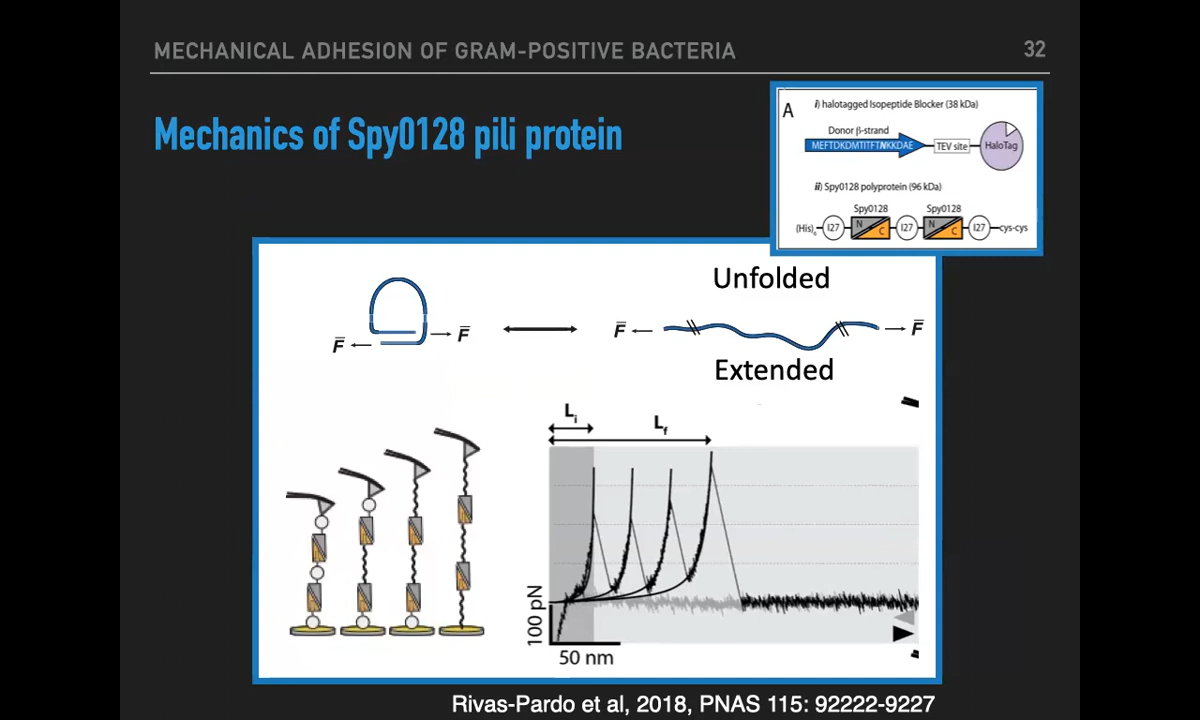 MECHANICAL ADHESION OF GRAM-POSITIVE BACTERIA
32
Mechanics of Spy0128 pili protein
A
i) halotagged Isopeptide Blocker (38 kDa)
Donor β-strand
MEFTDKDMTITFTNKKDAE
TEV site
HaloTag
ii) Spy0128 polyprotein (96 kDa)
Spy0128 Spy0128
(His)6 I27 N C I27 N C I27 cys-cys
Unfolded
F F F F
Extended
Li
Lf
100 pN
50 nm
Rivas-Pardo et al, 2018, PNAS 115: 92222-9227